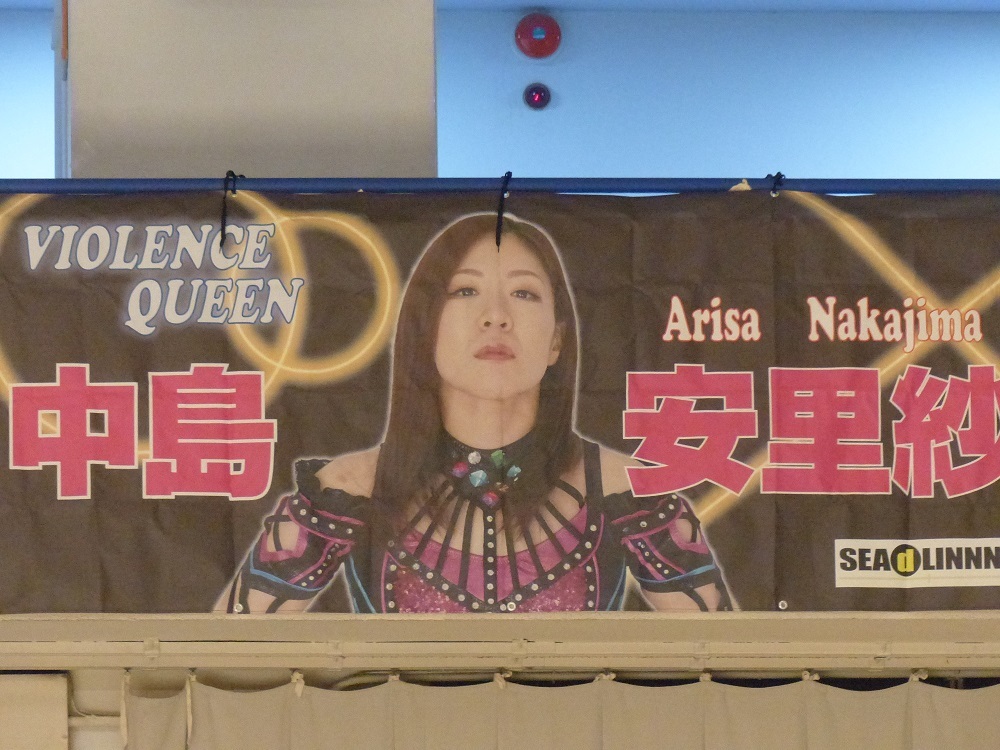 VIOLENCE
QUEEN
Arisa Nakajima
中島 安里紗
SEAdLINNN